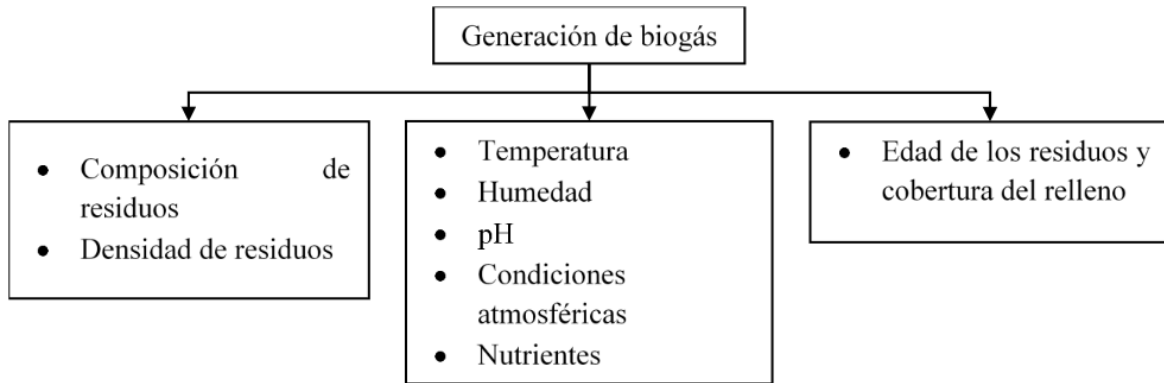 Generación de biogás
• Composición de
residuos
• Densidad de residuos
• Temperatura
• Humedad
• pH
• Condiciones
atmosféricas
• Nutrientes
• Edad de los residuos y
cobertura del relleno